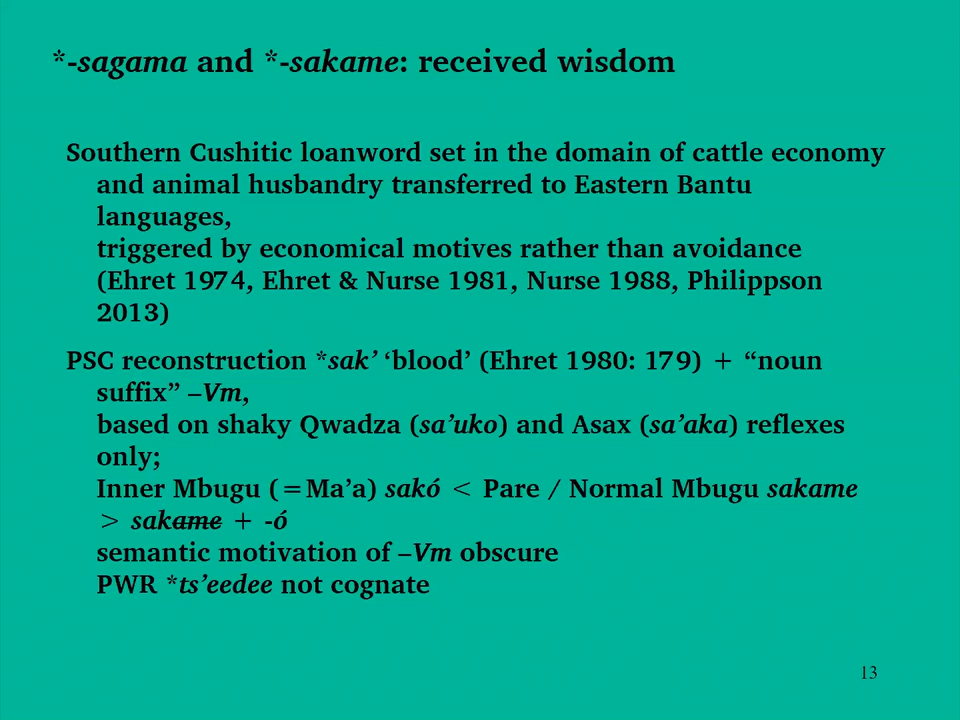 *-sagama and *-sakame: received wisdom
Southern Cushitic loanword set in the domain of cattle economy
and animal husbandry transferred to Eastern Bantu
languages,
triggered by economical motives rather than avoidance
(Ehret 1974, Ehret & Nurse 1981, Nurse 1988, Philippson
2013)
PSC reconstruction *sak’ ‘blood’ (Ehret 1980: 179) + “noun
suffix” –Vm,
based on shaky Qwadza (sa’uko) and Asax (sa’aka) reflexes
only;
Inner Mbugu (=Ma’a) sakó < Pare / Normal Mbugu sakame
> sakame + -ó
semantic motivation of –Vm obscure
PWR *ts’eedee not cognate
13